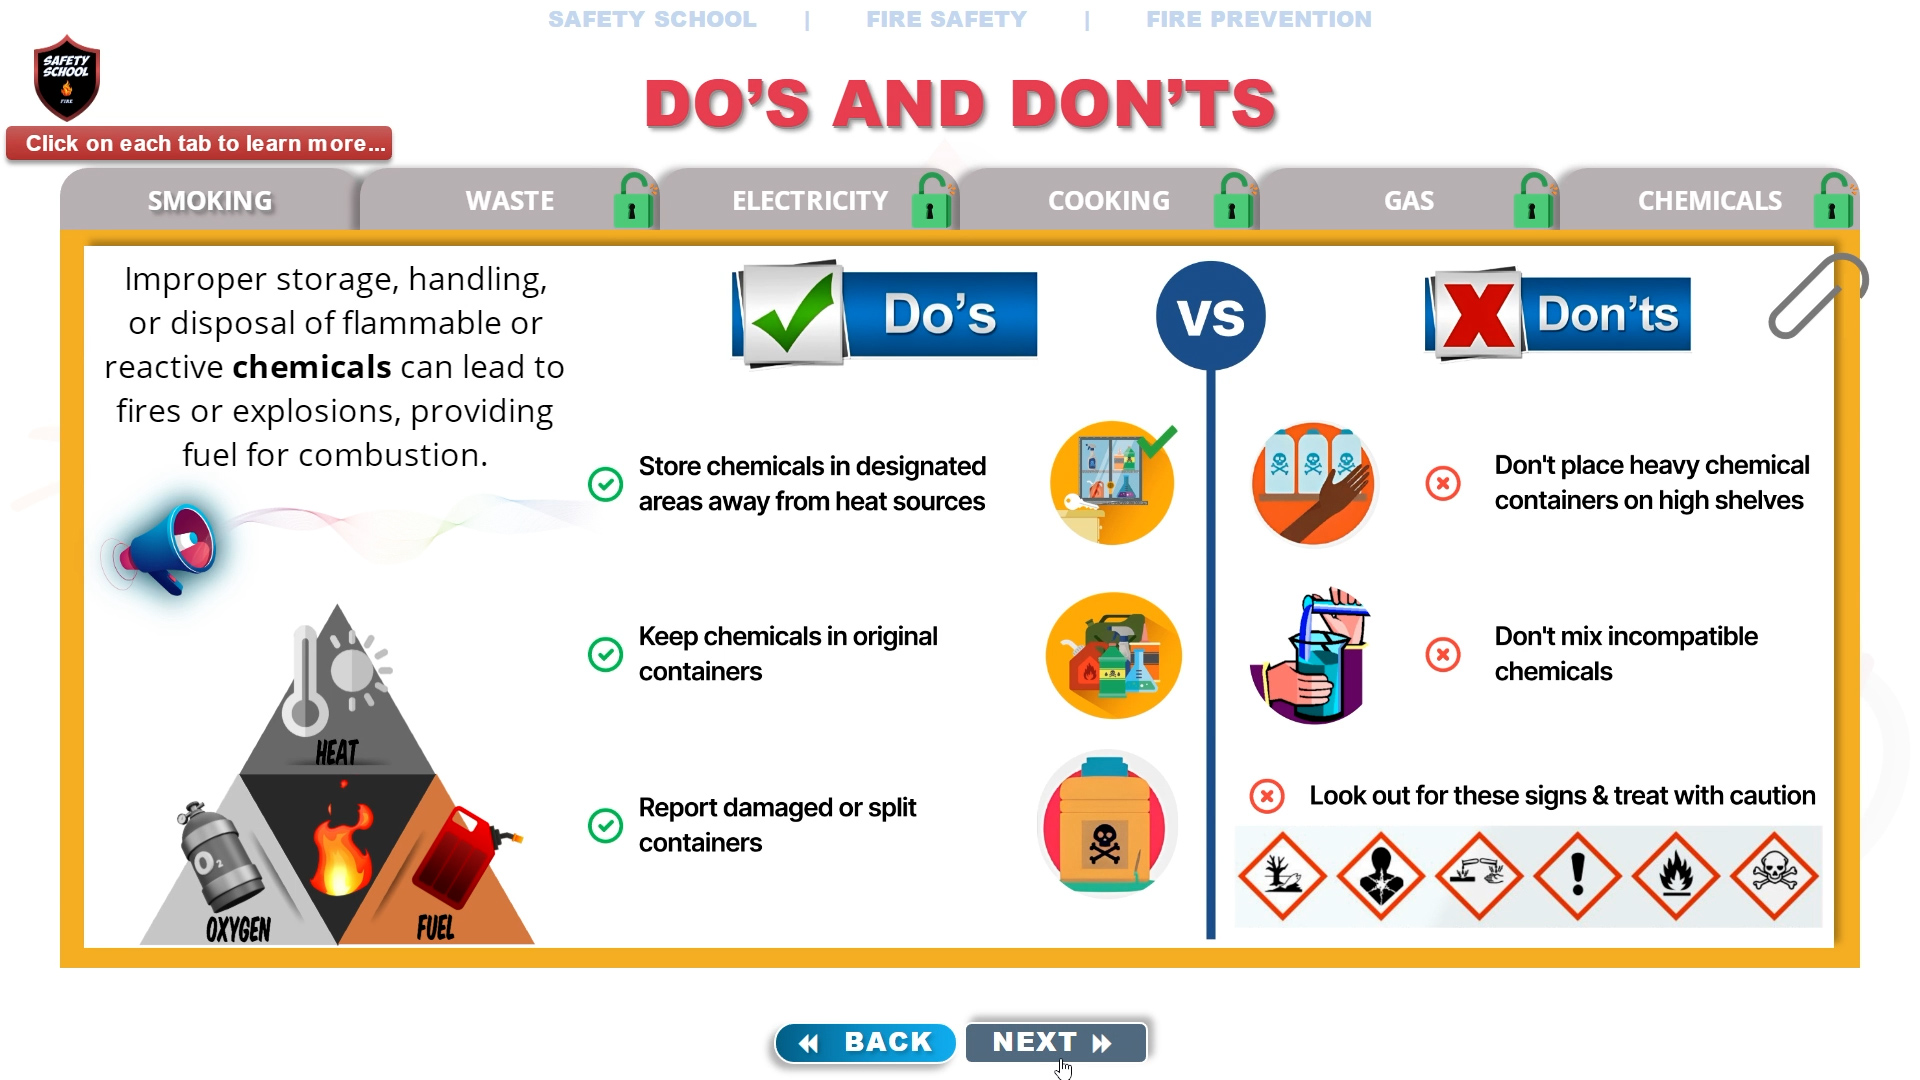 SAFETY SCHOOL | FIRE SAFETY | FIRE PREVENTION
SAFETY
SCHOOL
FIRE
DO’S AND DON’TS
Click on each tab to learn more...
SMOKING WASTE ELECTRICITY COOKING GAS CHEMICALS
Improper storage, handling,
or disposal of flammable or
reactive chemicals can lead to
fires or explosions, providing
fuel for combustion.
HEAT
O2
OXYGEN
FUEL
Do’s
Store chemicals in designated
areas away from heat sources
Keep chemicals in original
containers
Report damaged or split
containers
VS
Don’ts
Don't place heavy chemical
containers on high shelves
Don't mix incompatible
chemicals
Look out for these signs & treat with caution
BACK
NEXT